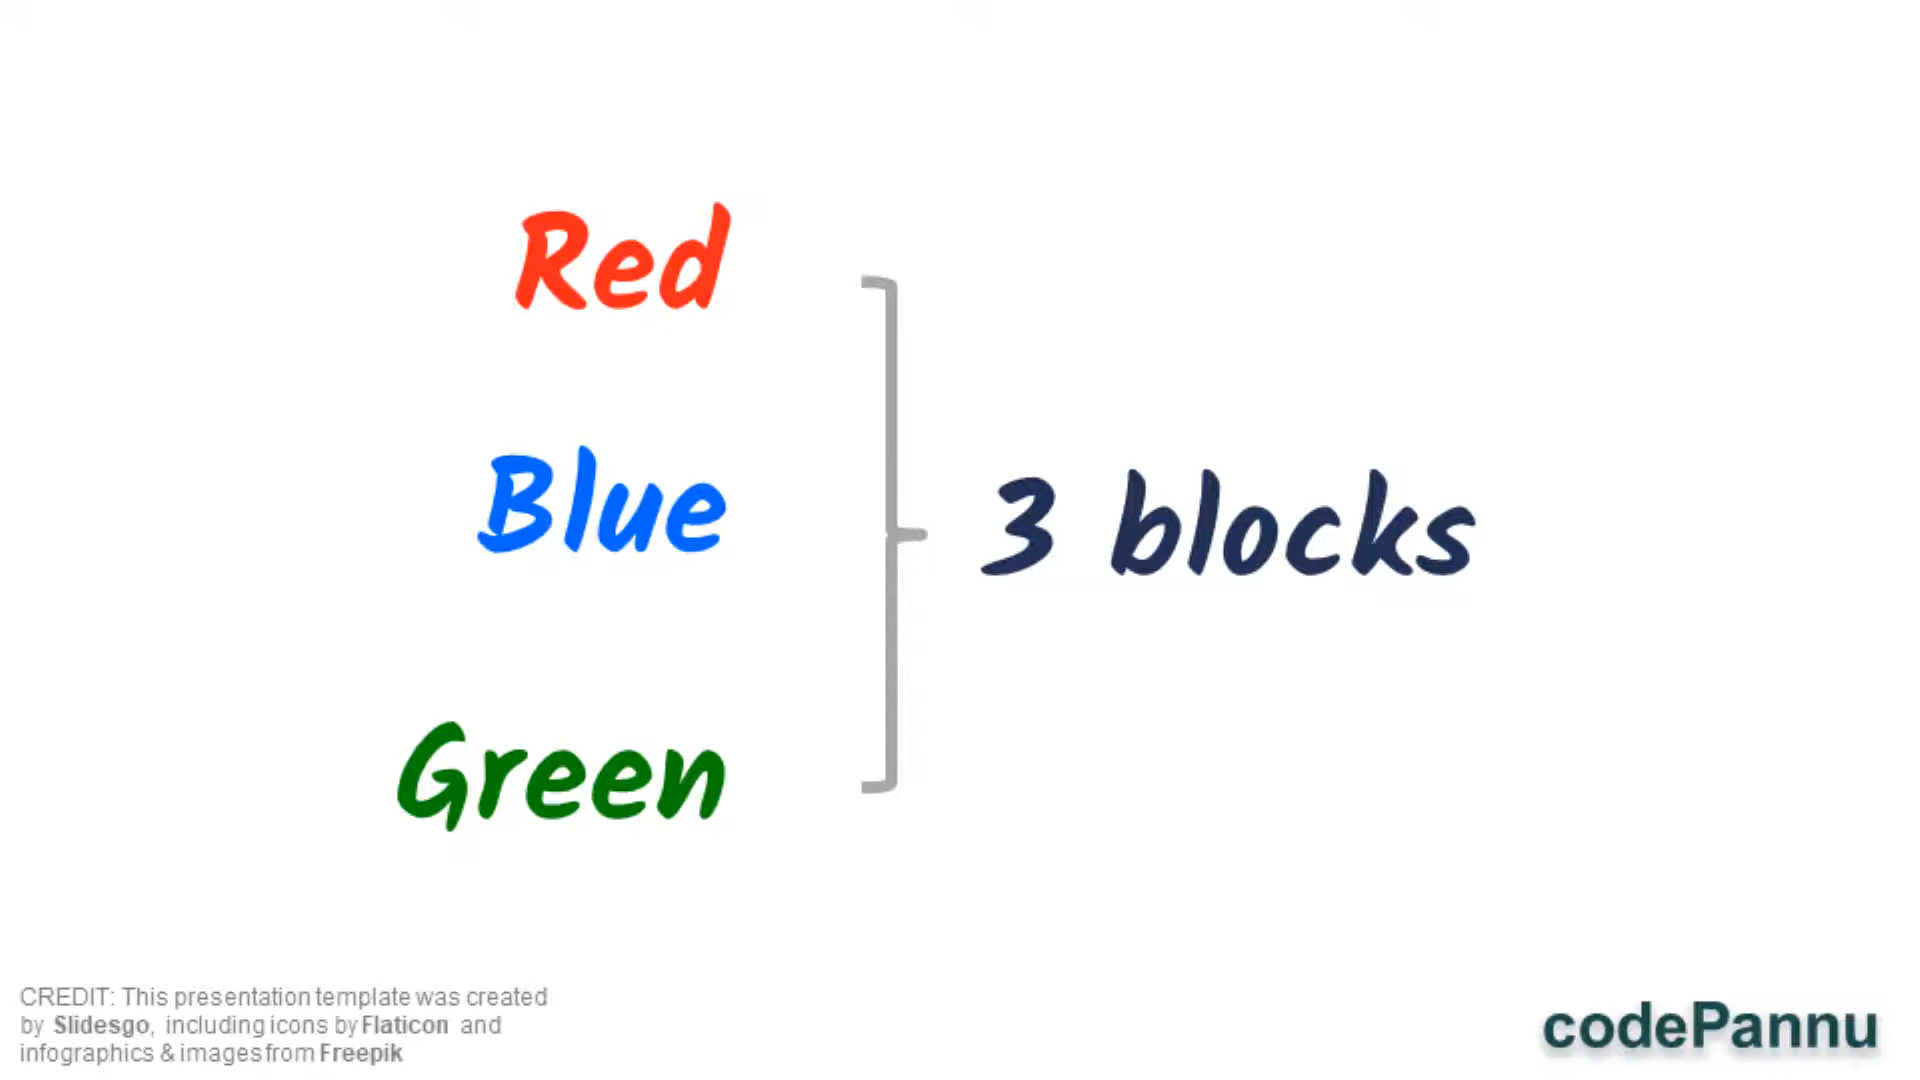 Red
Blue
3 blocks
Green
CREDIT: This presentation template was created
by Slidesgo, including icons by Flaticon and
infographics & images from Freepik
codePannu